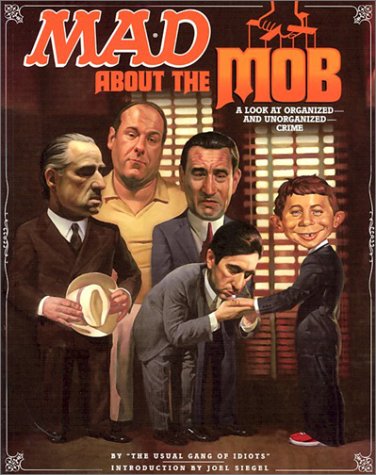 MAD
ABOUT THE MOB
A LOOK AT ORGANIZED—
AND UNORGANIZED—
CRIME
BY "THE USUAL GANG OF IDIOTS"
INTRODUCTION BY JOEL SIEGEL